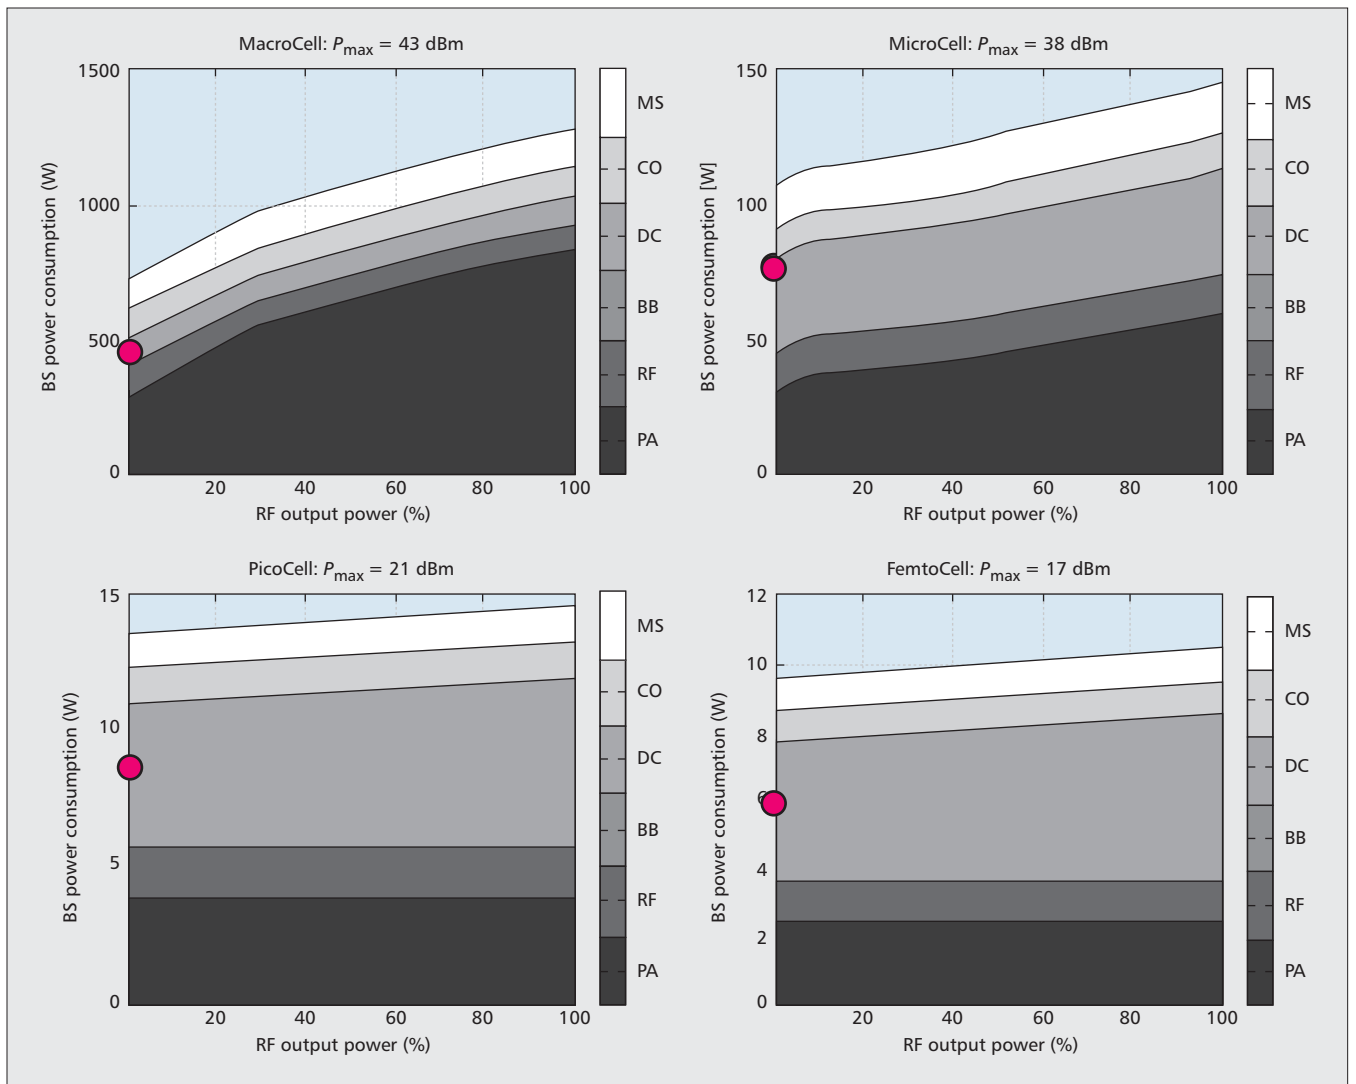 MacroCell: Pmax = 43 dBm
1500
1000
500
0
BS power consumption (W)
20 40 60 80 100
RF output power (%)
MS
CO
DC
BB
RF
PA
MicroCell: Pmax = 38 dBm
150
100
50
0
BS power consumption [W]
20 40 60 80 100
RF output power (%)
MS
CO
DC
BB
RF
PA
PicoCell: Pmax = 21 dBm
15
10
5
0
BS power consumption (W)
20 40 60 80 100
RF output power (%)
MS
CO
DC
BB
RF
PA
FemtoCell: Pmax = 17 dBm
12
10
8
6
4
2
0
BS power consumption (W)
20 40 60 80 100
RF output power (%)
MS
CO
DC
BB
RF
PA